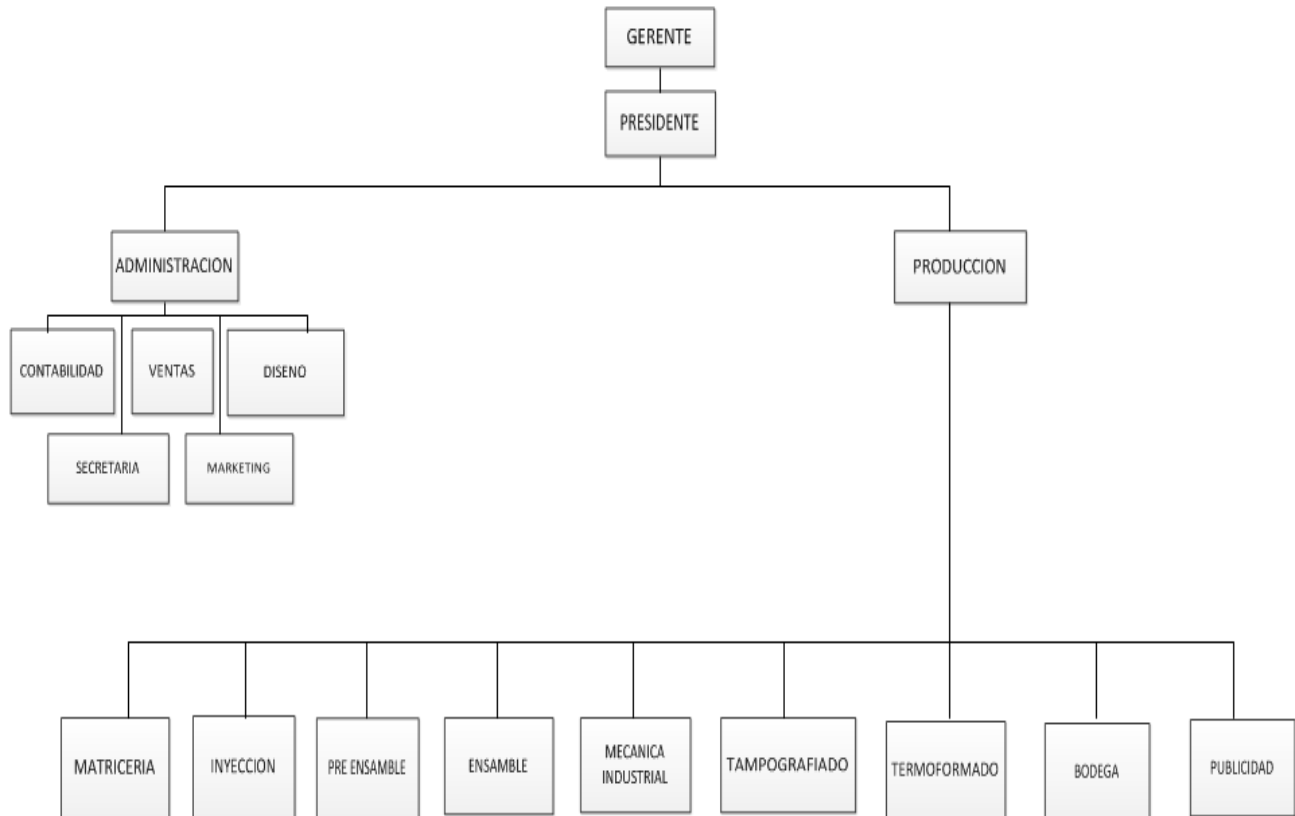 GERENTE
PRESIDENTE
ADMINISTRACION
PRODUCCION
CONTABILIDAD
VENTAS
DISENO
SECRETARIA
MARKETING
MATRICERIA
INYECCION
PRE ENSAMBLE
ENSAMBLE
MECANICA
INDUSTRIAL
TAMPOGRAFIADO
TERMOFORMADO
BODEGA
PUBLICIDAD